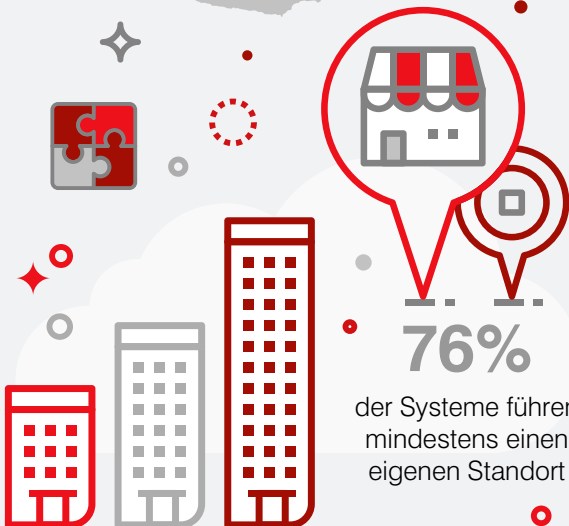 76%
der Systeme führen
mindestens einen
eigenen Standort